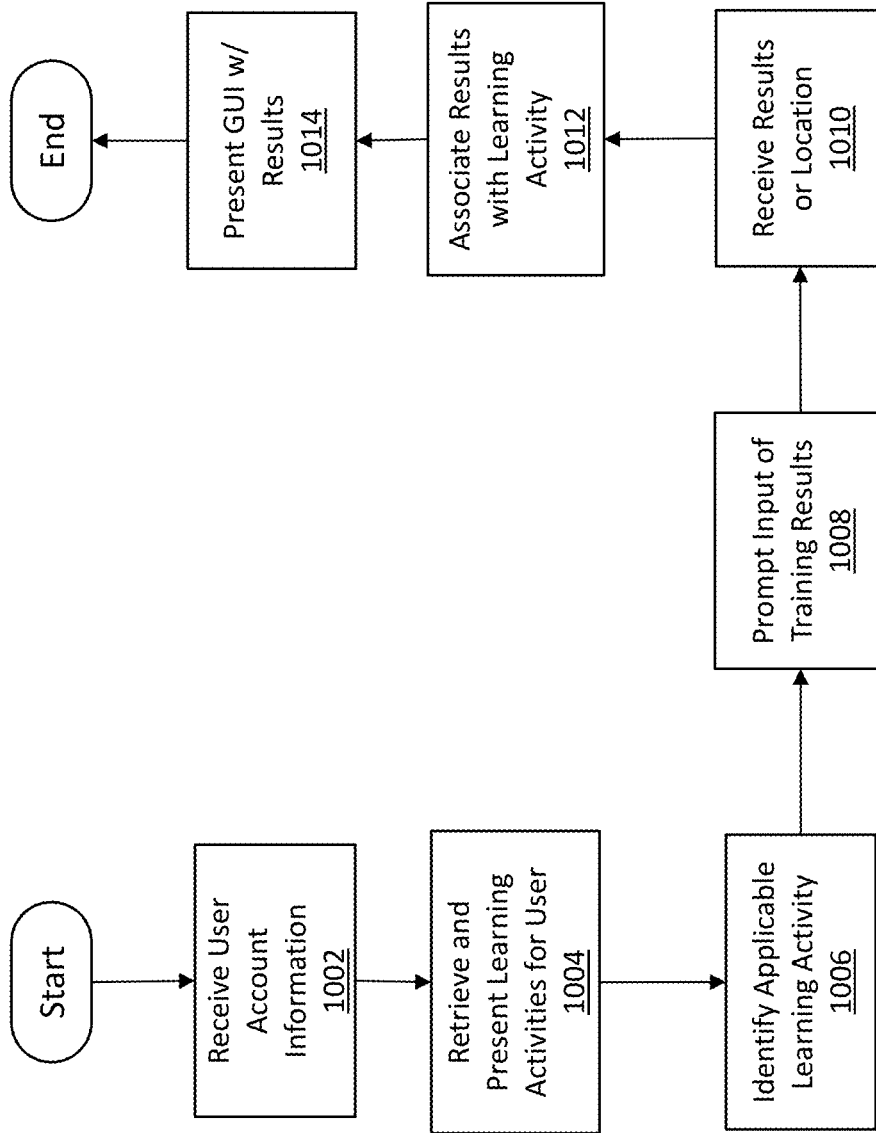 Start
Receive User
Account
Information
1002
Retrieve and
Present Learning
Activities for User
1004
Identify Applicable
Learning Activity
1006
Prompt Input of
Training Results
1008
Receive Results
or Location
1010
Associate Results
with Learning
Activity
1012
Present GUI w/
Results
1014
End